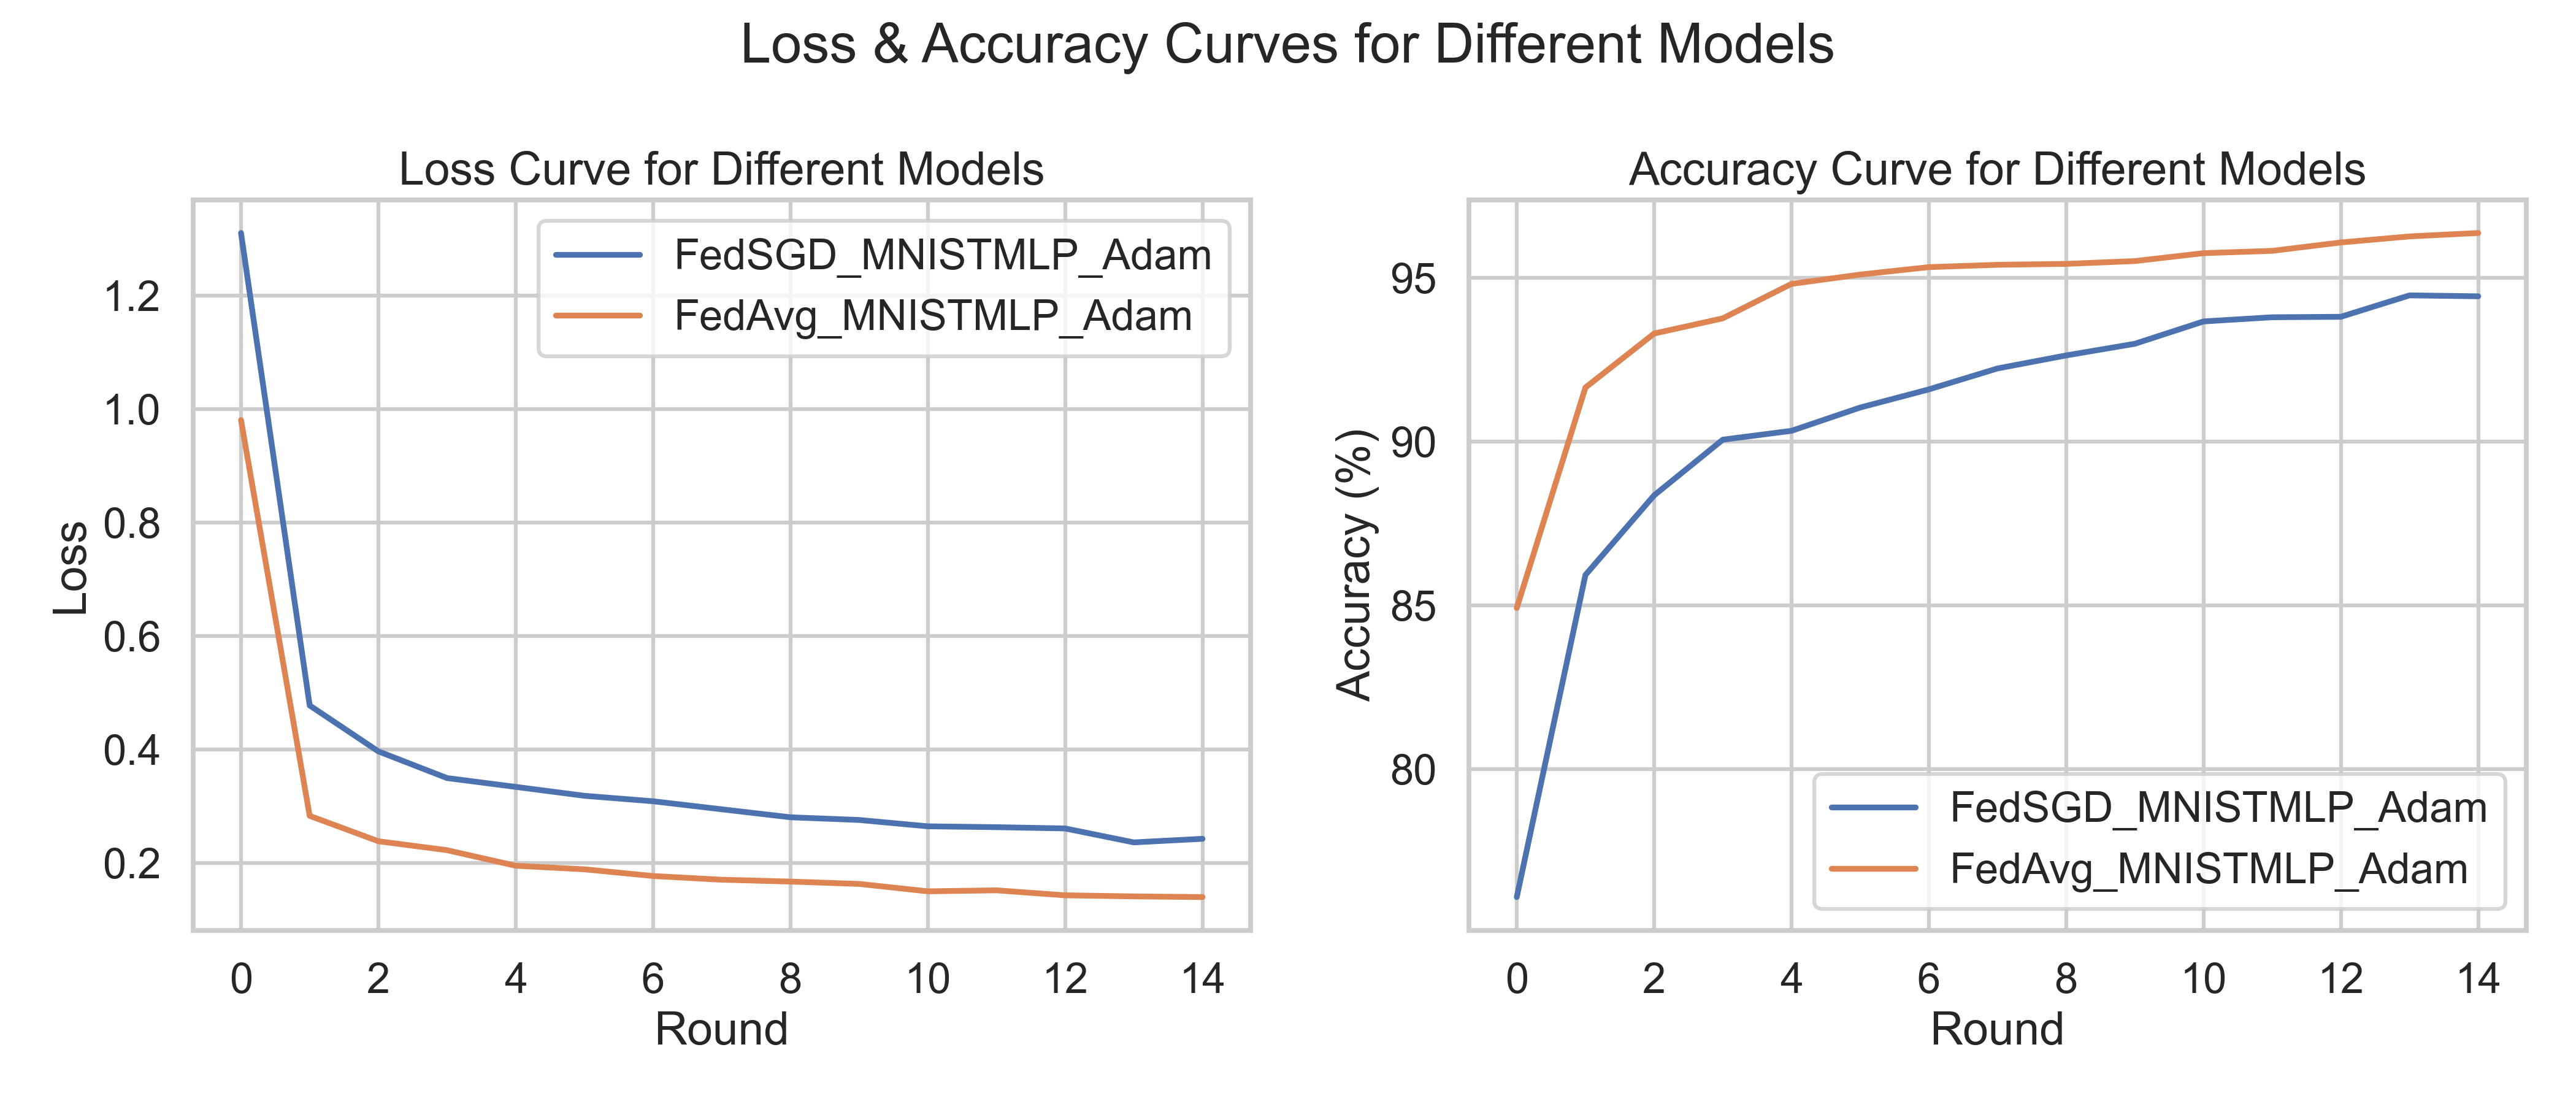 Loss & Accuracy Curves for Different Models
Loss Curve for Different Models
FedSGD_MNISTMLP_Adam
FedAvg_MNISTMLP_Adam
1.2
1.0
0.8
0.6
0.4
0.2
Loss
0 2 4 6 8 10 12 14
Round
Accuracy Curve for Different Models
95
90
85
80
Accuracy (%)
FedSGD_MNISTMLP_Adam
FedAvg_MNISTMLP_Adam
0 2 4 6 8 10 12 14
Round